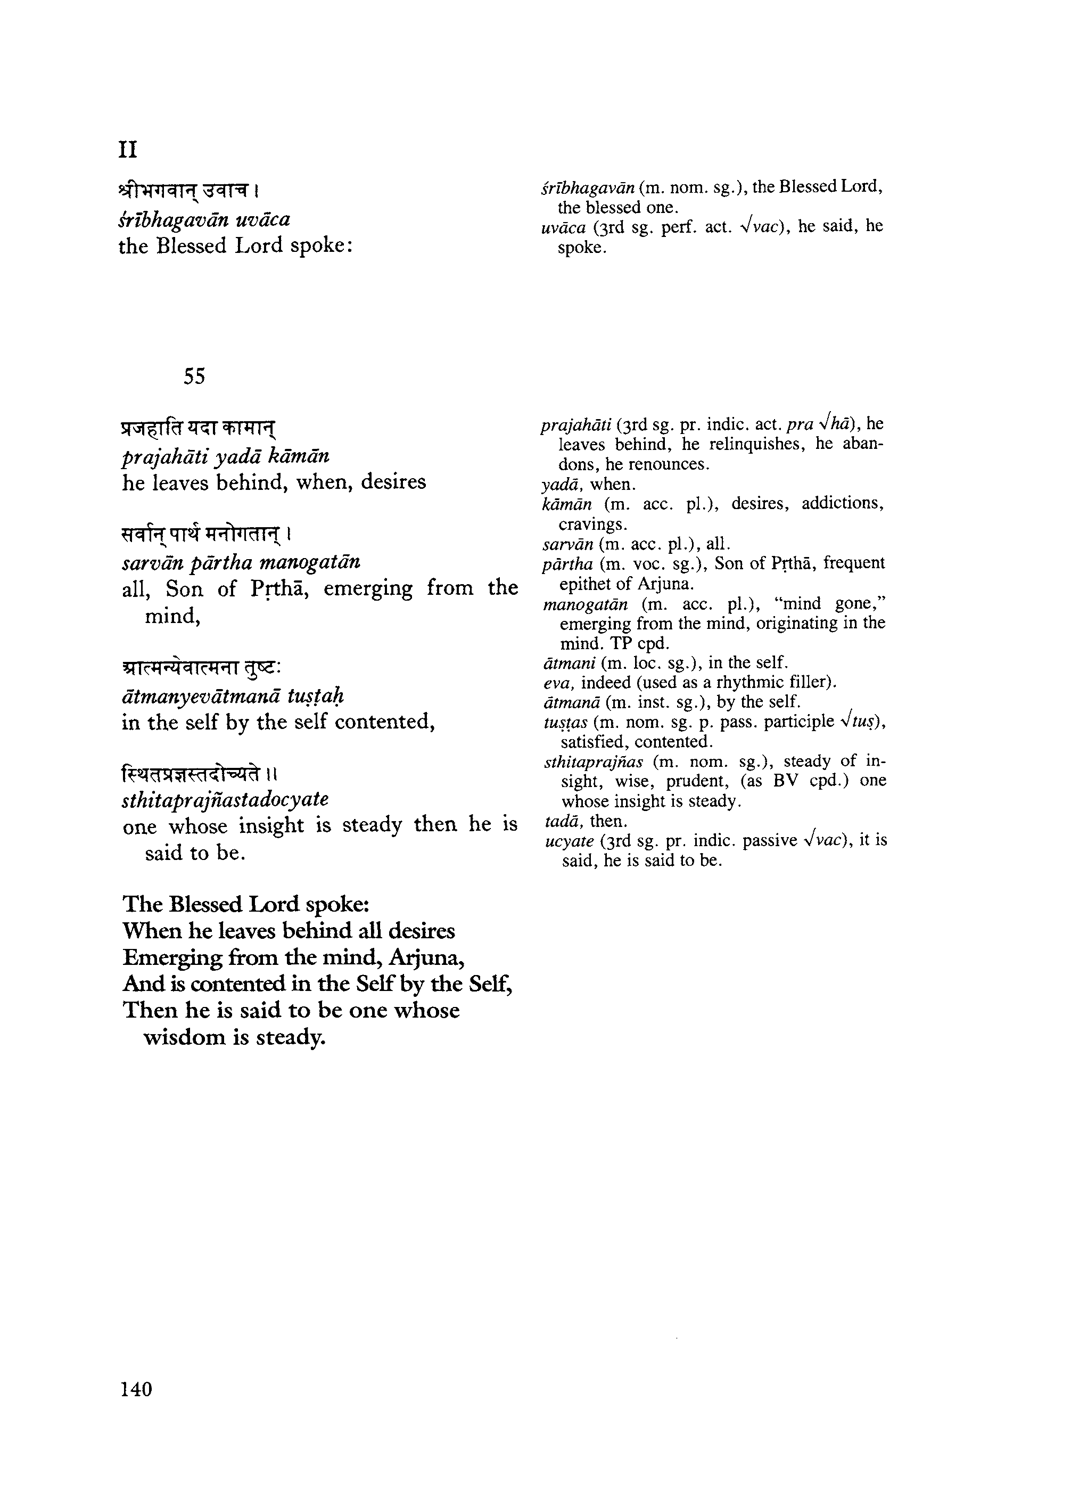 II
श्रीभगवान् उवाच ।
śrībhagavān uvāca
the Blessed Lord spoke:
55
प्रजहाति यदा कामान्
prajahāti yadā kāmān
he leaves behind, when, desires
सर्वान् पार्थ मनोगतान् ।
sarvān pārtha manogatān
all, Son of Pṛthā, emerging from the
mind,
आत्मन्येवात्मना तुष्टः
ātmanyevātmanā tuṣṭaḥ
in the self by the self contented,
स्थितप्रज्ञस्तदोच्यते ॥
sthitaprajñastadocyate
one whose insight is steady then he is
said to be.
The Blessed Lord spoke:
When he leaves behind all desires
Emerging from the mind, Arjuna,
And is contented in the Self by the Self,
Then he is said to be one whose
wisdom is steady.
śrībhagavān (m. nom. sg.), the Blessed Lord,
the blessed one.
uvāca (3rd sg. perf. act. √vac), he said, he
spoke.
prajahāti (3rd sg. pr. indic. act. pra √hā), he
leaves behind, he relinquishes, he aban-
dons, he renounces.
yadā, when.
kāmān (m. acc. pl.), desires, addictions,
cravings.
sarvān (m. acc. pl.), all.
pārtha (m. voc. sg.), Son of Pṛthā, frequent
epithet of Arjuna.
manogatān (m. acc. pl.), “mind gone,”
emerging from the mind, originating in the
mind. TP cpd.
ātmani (m. loc. sg.), in the self.
eva, indeed (used as a rhythmic filler).
ātmanā (m. inst. sg.), by the self.
tuṣṭas (m. nom. sg. p. pass. participle √tuṣ),
satisfied, contented.
sthitaprajñas (m. nom. sg.), steady of in-
sight, wise, prudent, (as BV cpd.) one
whose insight is steady.
tadā, then.
ucyate (3rd sg. pr. indic. passive √vac), it is
said, he is said to be.
140